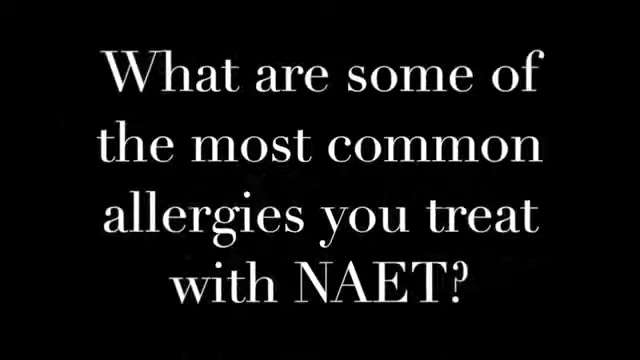 What are some of
the most common
allergies you treat
with NAET?